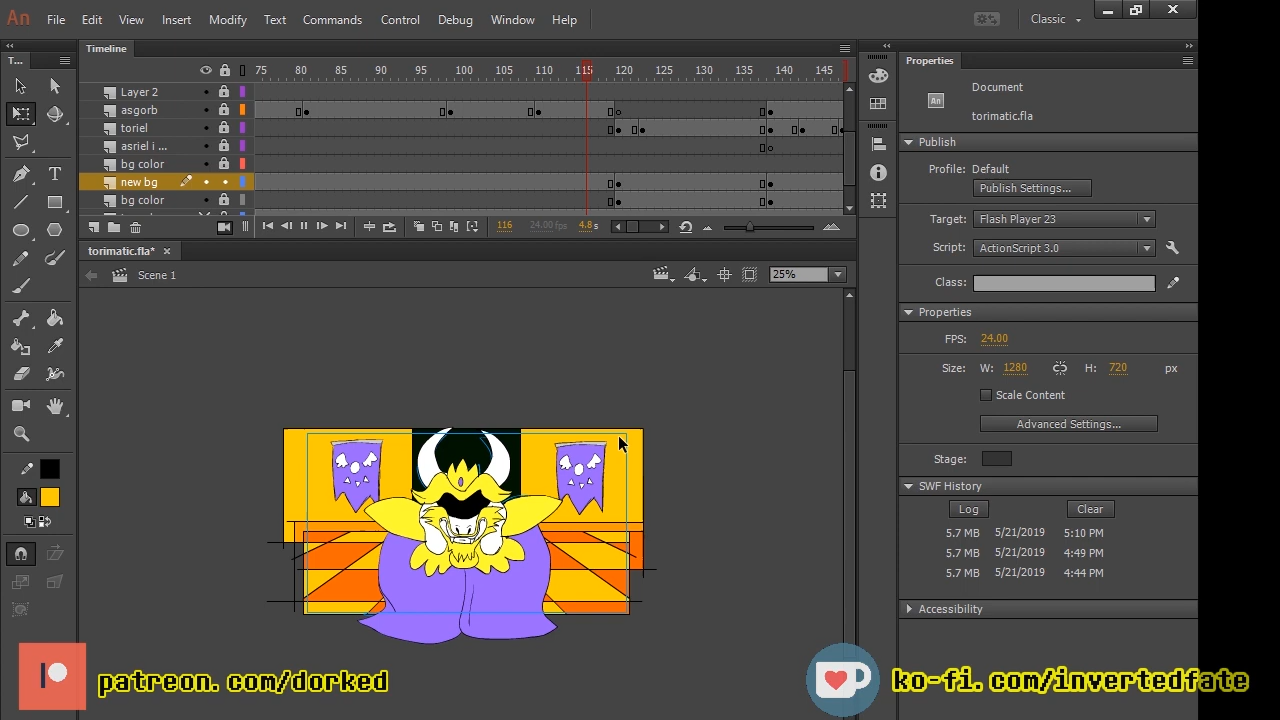 An File Edit View Insert Modify Text Commands Control Debug Window Help Classic
T... Timeline Properties
75 80 85 90 95 100 105 110 115 120 125 130 135 140 145
Layer 2
asgorb
toriel
asriel i ...
bg color
new bg
bg color
116 24.00 fps 4.8 s
torimatic.fla*
Scene 1 25%
An Document
torimatic.fla
Publish
Profile: Default
Publish Settings...
Target: Flash Player 23
Script: ActionScript 3.0
Class:
Properties
FPS: 24.00
Size: W: 1280 H: 720 px
Scale Content
Advanced Settings...
Stage:
SWF History
Log Clear
5.7 MB 5/21/2019 5:10 PM
5.7 MB 5/21/2019 4:49 PM
5.7 MB 5/21/2019 4:44 PM
Accessibility
patreon.com/dorked
ko-fi.com/invertedfate